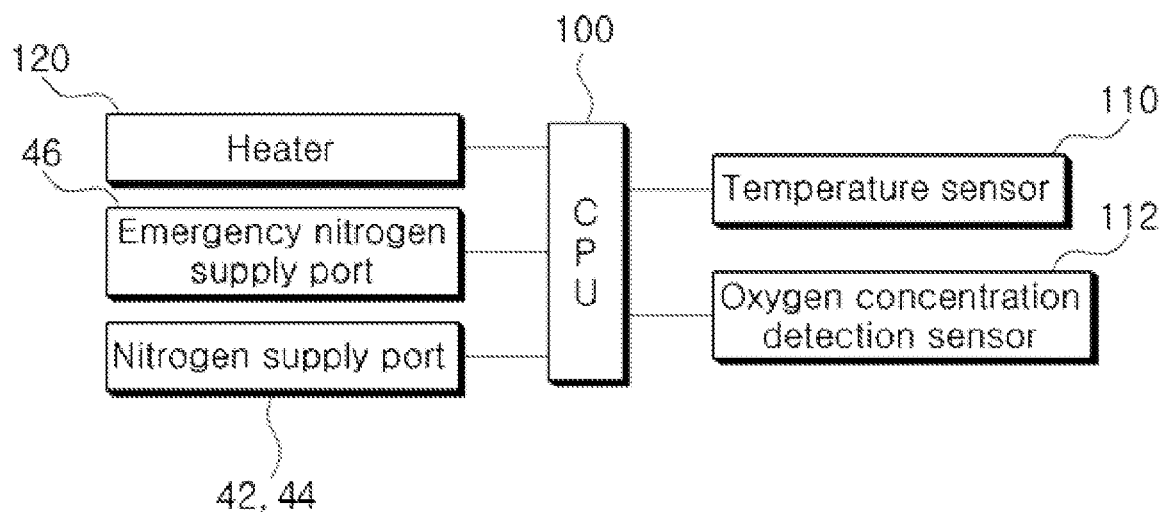 100
120
110
Heater
46
Temperature sensor
C
P
U
Emergency nitrogen
supply port
112
Oxygen concentration
detection sensor
Nitrogen supply port
42, 44